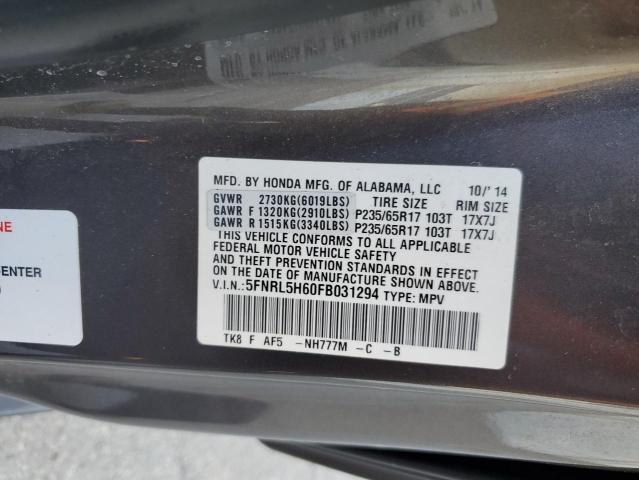 MFD. BY HONDA MFG. OF ALABAMA, LLC 10/'14
GVWR 2730KG(6019LBS) TIRE SIZE RIM SIZE
GAWR F 1320KG(2910LBS) P235/65R17 103T 17X7J
GAWR R 1515KG(3340LBS) P235/65R17 103T 17X7J
THIS VEHICLE CONFORMS TO ALL APPLICABLE
FEDERAL MOTOR VEHICLE SAFETY
AND THEFT PREVENTION STANDARDS IN EFFECT
ON THE DATE OF MANUFACTURE SHOWN ABOVE.
V.I.N.: 5FNRL5H60FB031294 TYPE: MPV
TK8 F AF5 -NH777M -C -B
ENTER